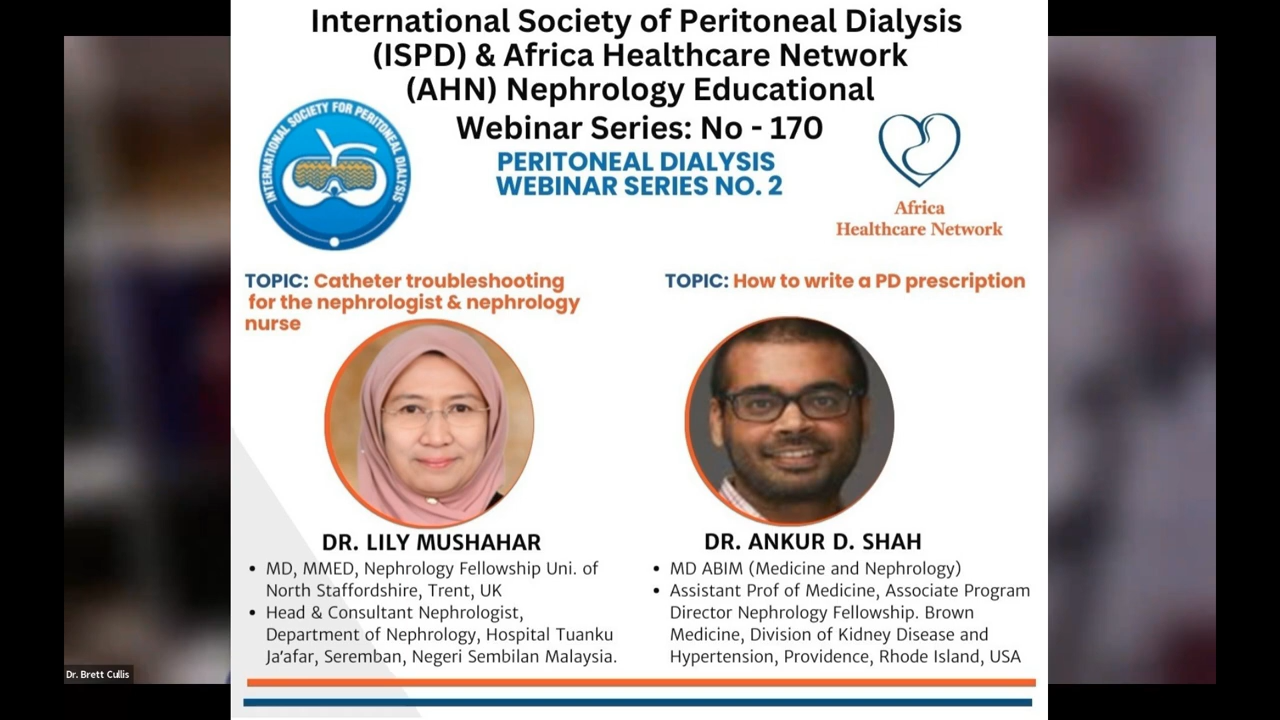 International Society of Peritoneal Dialysis
(ISPD) & Africa Healthcare Network
(AHN) Nephrology Educational
Webinar Series: No - 170
PERITONEAL DIALYSIS
WEBINAR SERIES NO. 2
INTERNATIONAL SOCIETY FOR PERITONEAL DIALYSIS
Africa
Healthcare Network
TOPIC: Catheter troubleshooting
for the nephrologist & nephrology
nurse
DR. LILY MUSHAHAR
• MD, MMED, Nephrology Fellowship Uni. of
North Staffordshire, Trent, UK
• Head & Consultant Nephrologist,
Department of Nephrology, Hospital Tuanku
Ja'afar, Seremban, Negeri Sembilan Malaysia.
TOPIC: How to write a PD prescription
DR. ANKUR D. SHAH
• MD ABIM (Medicine and Nephrology)
• Assistant Prof of Medicine, Associate Program
Director Nephrology Fellowship. Brown
Medicine, Division of Kidney Disease and
Hypertension, Providence, Rhode Island, USA
Dr. Brett Cullis